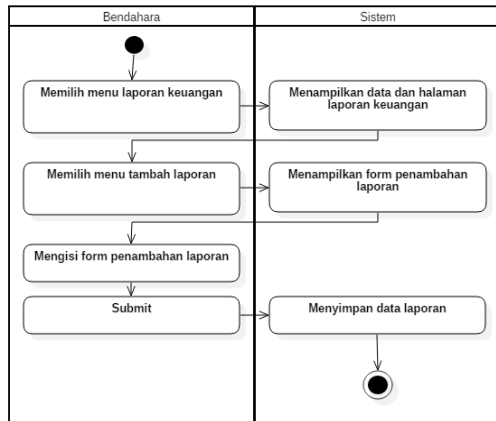 Bendahara
Sistem
Memilih menu laporan keuangan
Menampilkan data dan halaman
laporan keuangan
Memilih menu tambah laporan
Menampilkan form penambahan
laporan
Mengisi form penambahan laporan
Submit
Menyimpan data laporan